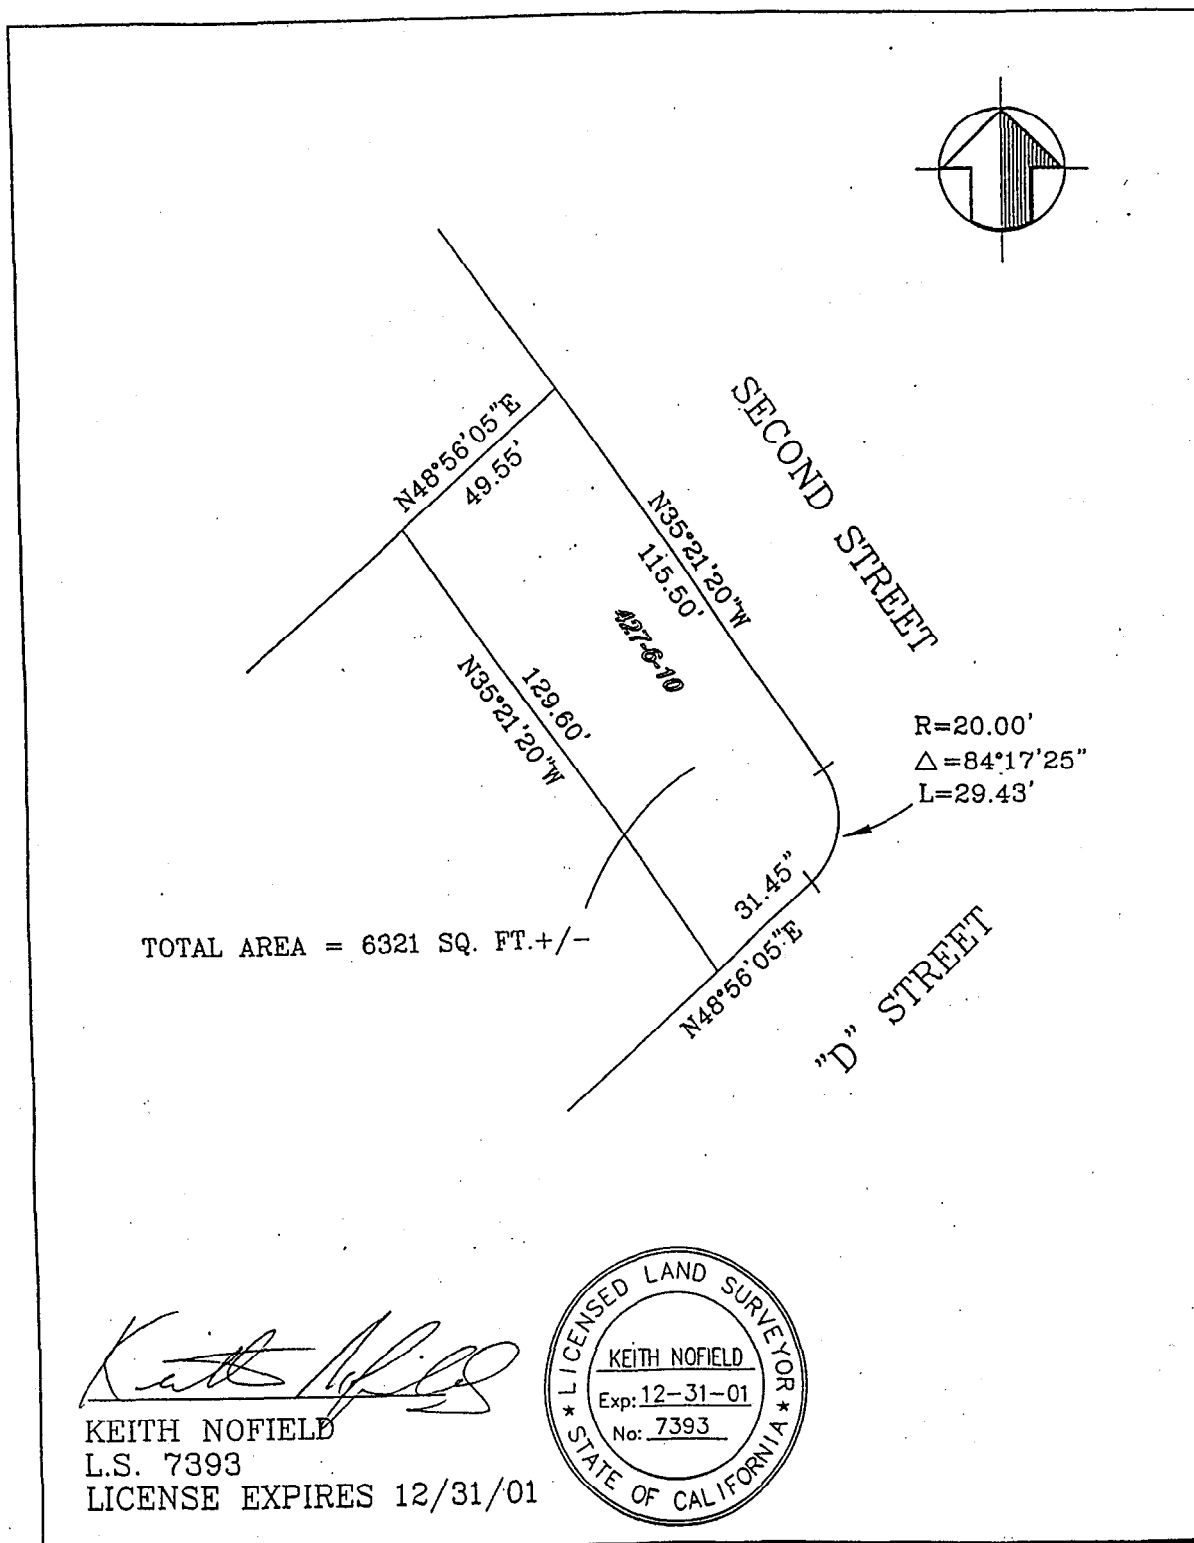 N48°56'05"E
49.55'
SECOND STREET
N35°21'20"W
115.50'
427-6-10
129.60'
N35°21'20"W
R=20.00'
△=84°17'25"
L=29.43'
31.45"
TOTAL AREA = 6321 SQ. FT.+/-
N48°56'05"E
"D" STREET
Keith Nofield
KEITH NOFIELD
L.S. 7393
LICENSE EXPIRES 12/31/01
★ LICENSED LAND SURVEYOR ★
KEITH NOFIELD
Exp: 12-31-01
No: 7393
STATE OF CALIFORNIA